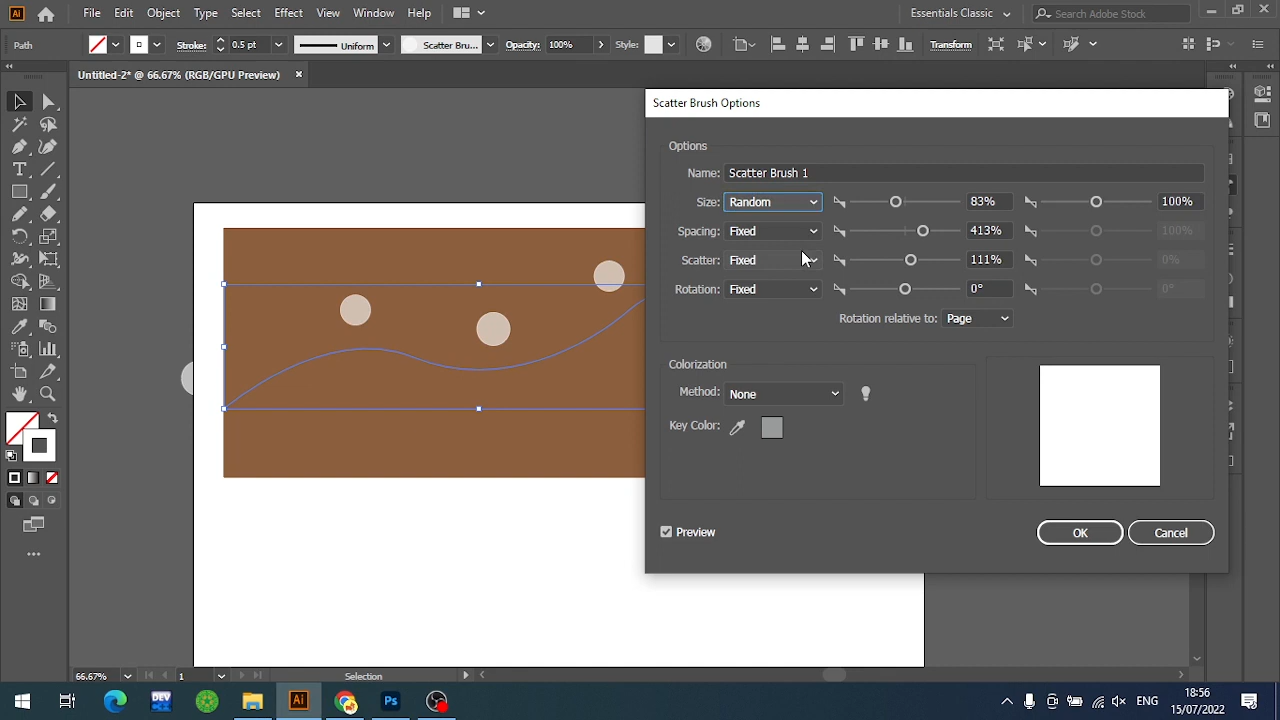 Ai File Edit Object Type Select Effect View Window Help Essentials Classic Search Adobe Stock
Path Stroke: 0.5 pt Uniform Scatter Bru... Opacity: 100% Style: Transform
Untitled-2* @ 66.67% (RGB/GPU Preview)
Scatter Brush Options
Options
Name: Scatter Brush 1
Size: Random 83% 100%
Spacing: Fixed 413% 100%
Scatter: Fixed 111% 0%
Rotation: Fixed 0° 0°
Rotation relative to: Page
Colorization
Method: None
Key Color:
Preview OK Cancel
66.67% 1 Selection
DEV Ai Ps ENG 18:56
15/07/2022